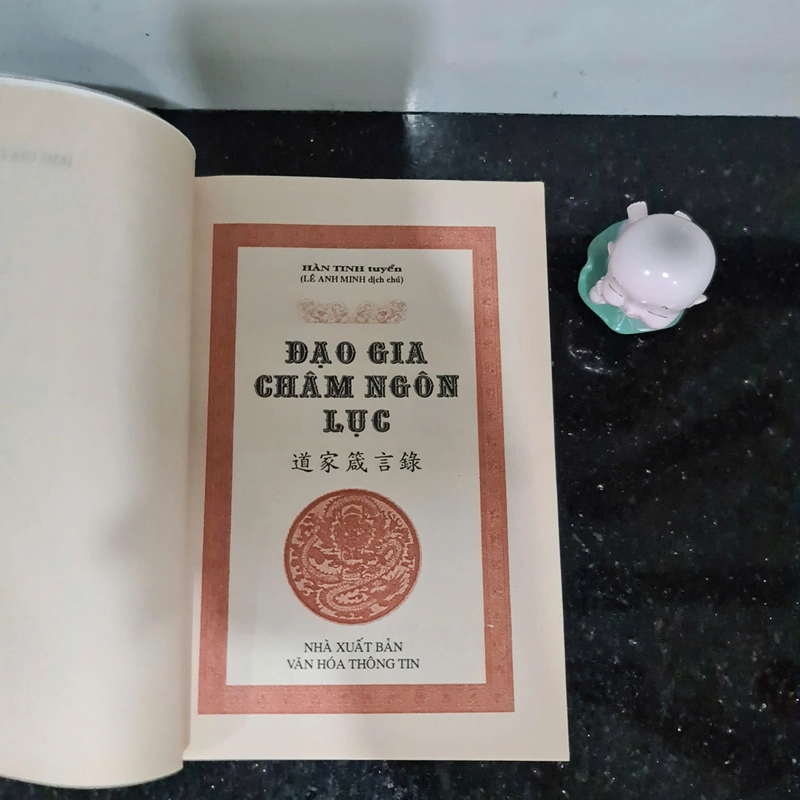 HÀN TINH tuyển
(LÊ ANH MINH dịch chú)
ĐẠO GIA
CHÂM NGÔN
LỤC
道家箴言錄
NHÀ XUẤT BẢN
VĂN HÓA THÔNG TIN